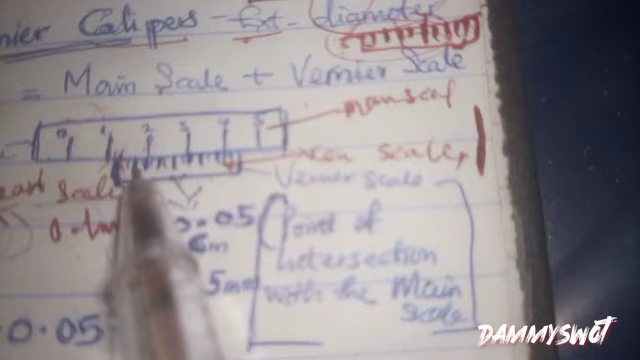 nier Calipers - Ext. diameter
= Main Scale + Vernier Scale
0 1 2 3 4 5
main scal
scale,
Vernier scale
0.05
cm
Point of
intersection
5mm
with the Main
Scale
0.05
DAMMYSWOT